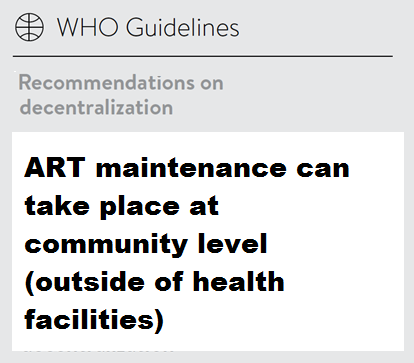 WHO Guidelines
Recommendations on
decentralization
ART maintenance can
take place at
community level
(outside of health
facilities)